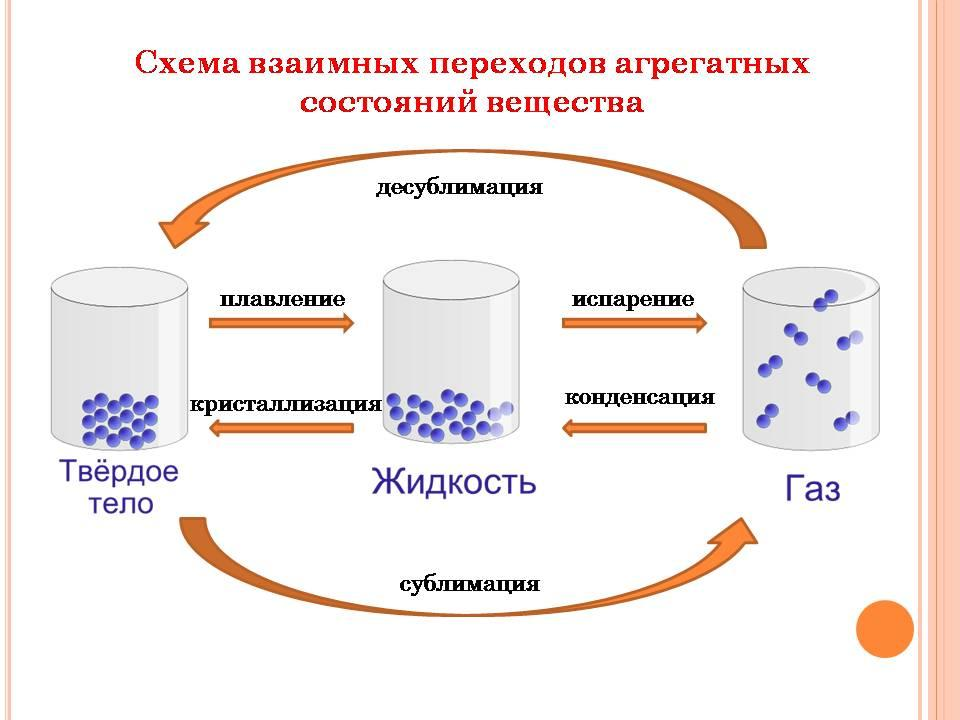 Схема взаимных переходов агрегатных
состояний вещества
десублимация
плавление
испарение
кристаллизация
конденсация
Твёрдое
тело
Жидкость
Газ
сублимация